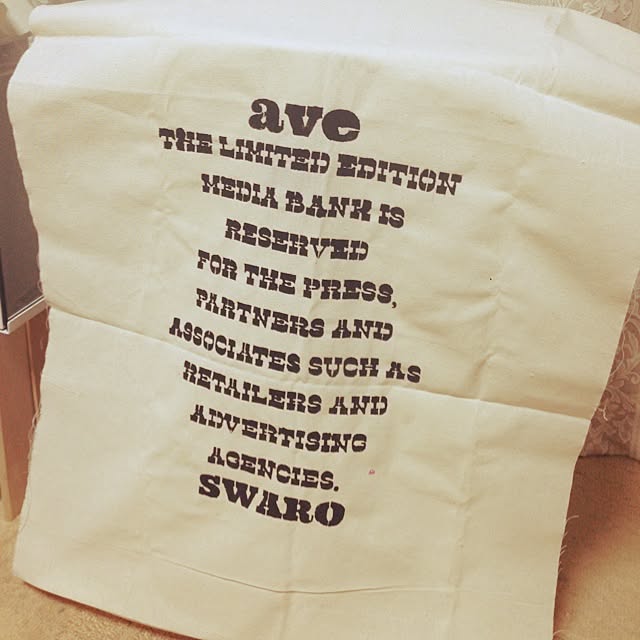 ave
THE LIMITED EDITION
MEDIA BANK IS
RESERVED
FOR THE PRESS,
PARTNERS AND
ASSOCIATES SUCH AS
RETAILERS AND
ADVERTISING
AGENCIES.
SWARO